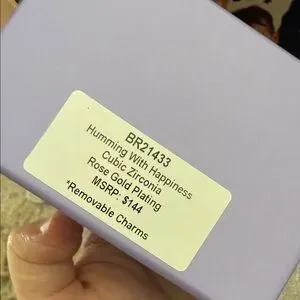 BR21433
Humming With Happiness
Cubic Zirconia
Rose Gold Plating
MSRP: $144
*Removable Charms